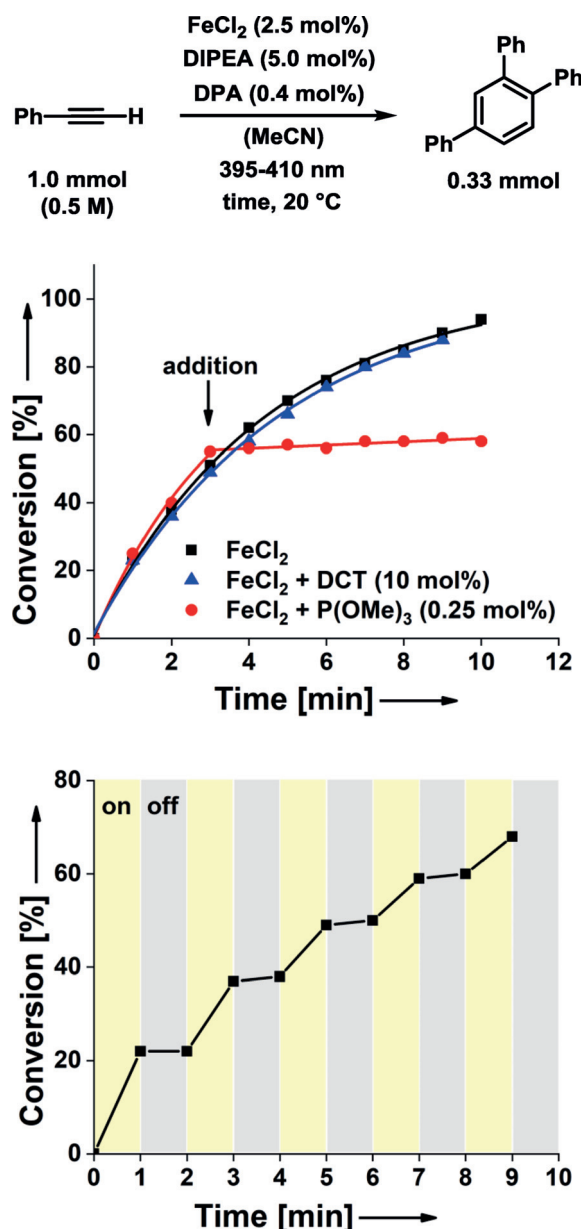 FeCl₂ (2.5 mol%)
DIPEA (5.0 mol%)
DPA (0.4 mol%)
Ph H
(MeCN)
395-410 nm
time, 20 °C
1.0 mmol
(0.5 M)
Ph
Ph
Ph
0.33 mmol
100
80
60
40
20
0
Conversion [%]
addition
FeCl₂
FeCl₂ + DCT (10 mol%)
FeCl₂ + P(OMe)₃ (0.25 mol%)
0 2 4 6 8 10 12
Time [min]
80
60
40
20
0
Conversion [%]
on off
0 1 2 3 4 5 6 7 8 9 10
Time [min]